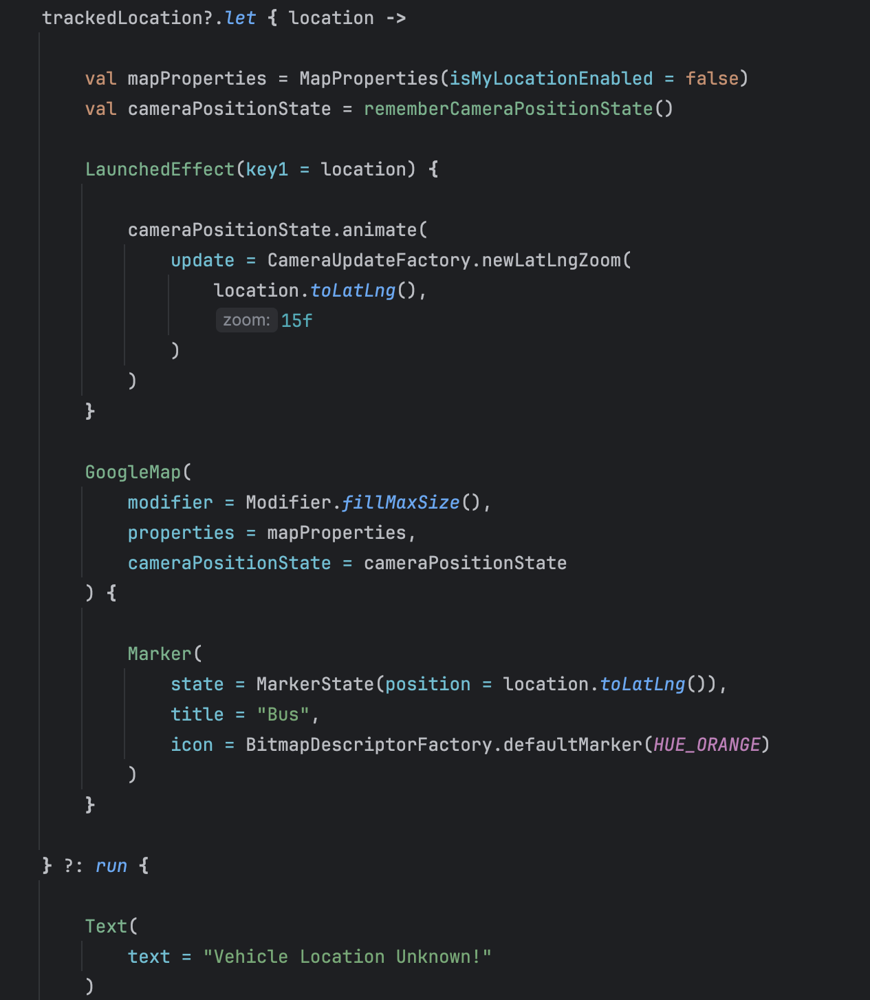 trackedLocation?.let { location ->
val mapProperties = MapProperties(isMyLocationEnabled = false)
val cameraPositionState = rememberCameraPositionState()
LaunchedEffect(key1 = location) {
cameraPositionState.animate(
update = CameraUpdateFactory.newLatLngZoom(
location.toLatLng(),
zoom: 15f
)
)
}
GoogleMap(
modifier = Modifier.fillMaxSize(),
properties = mapProperties,
cameraPositionState = cameraPositionState
) {
Marker(
state = MarkerState(position = location.toLatLng()),
title = "Bus",
icon = BitmapDescriptorFactory.defaultMarker(HUE_ORANGE)
)
}
} ?: run {
Text(
text = "Vehicle Location Unknown!"
)